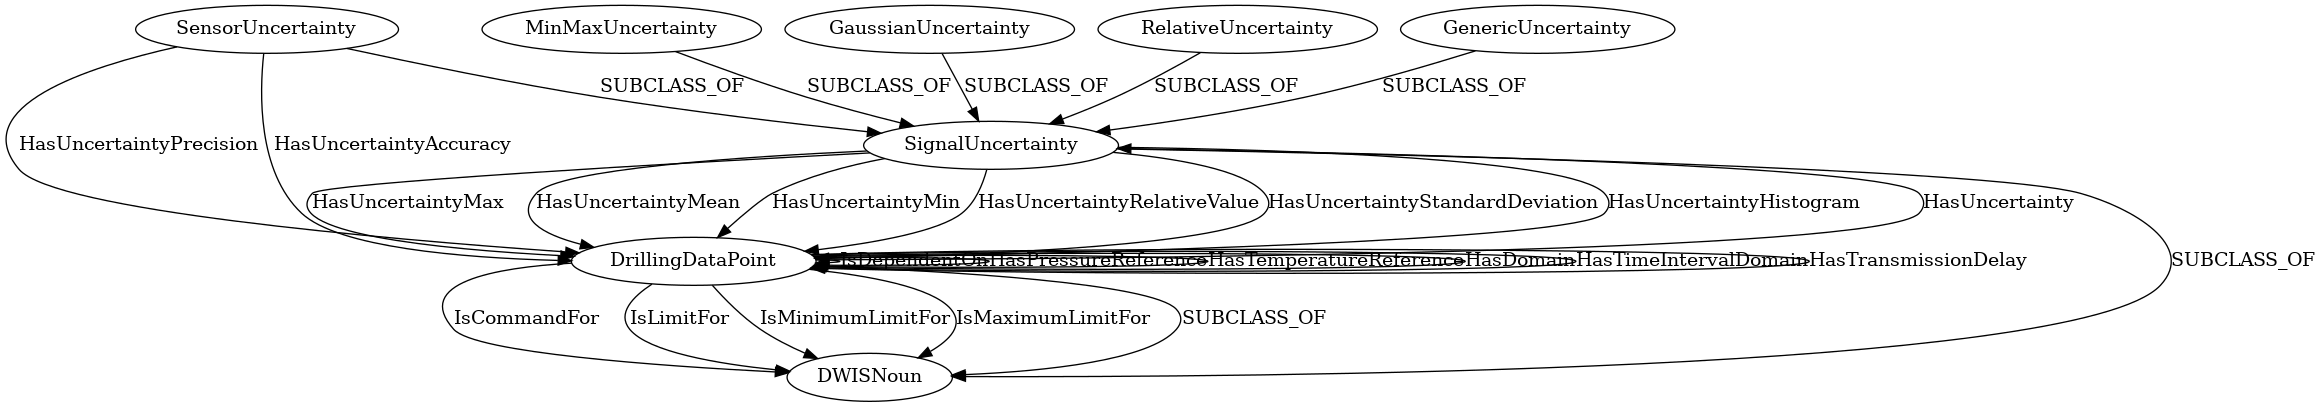 SensorUncertainty
MinMaxUncertainty
GaussianUncertainty
RelativeUncertainty
GenericUncertainty
SUBCLASS_OF
SUBCLASS_OF
SUBCLASS_OF
SUBCLASS_OF
SUBCLASS_OF
HasUncertaintyPrecision
HasUncertaintyAccuracy
SignalUncertainty
HasUncertaintyMax
HasUncertaintyMean
HasUncertaintyMin
HasUncertaintyRelativeValue
HasUncertaintyStandardDeviation
HasUncertaintyHistogram
HasUncertainty
DrillingDataPoint
IsDependentOn
HasPressureReference
HasTemperatureReference
HasDomain
HasTimeIntervalDomain
HasTransmissionDelay
SUBCLASS_OF
IsCommandFor
IsLimitFor
IsMinimumLimitFor
IsMaximumLimitFor
SUBCLASS_OF
DWISNoun